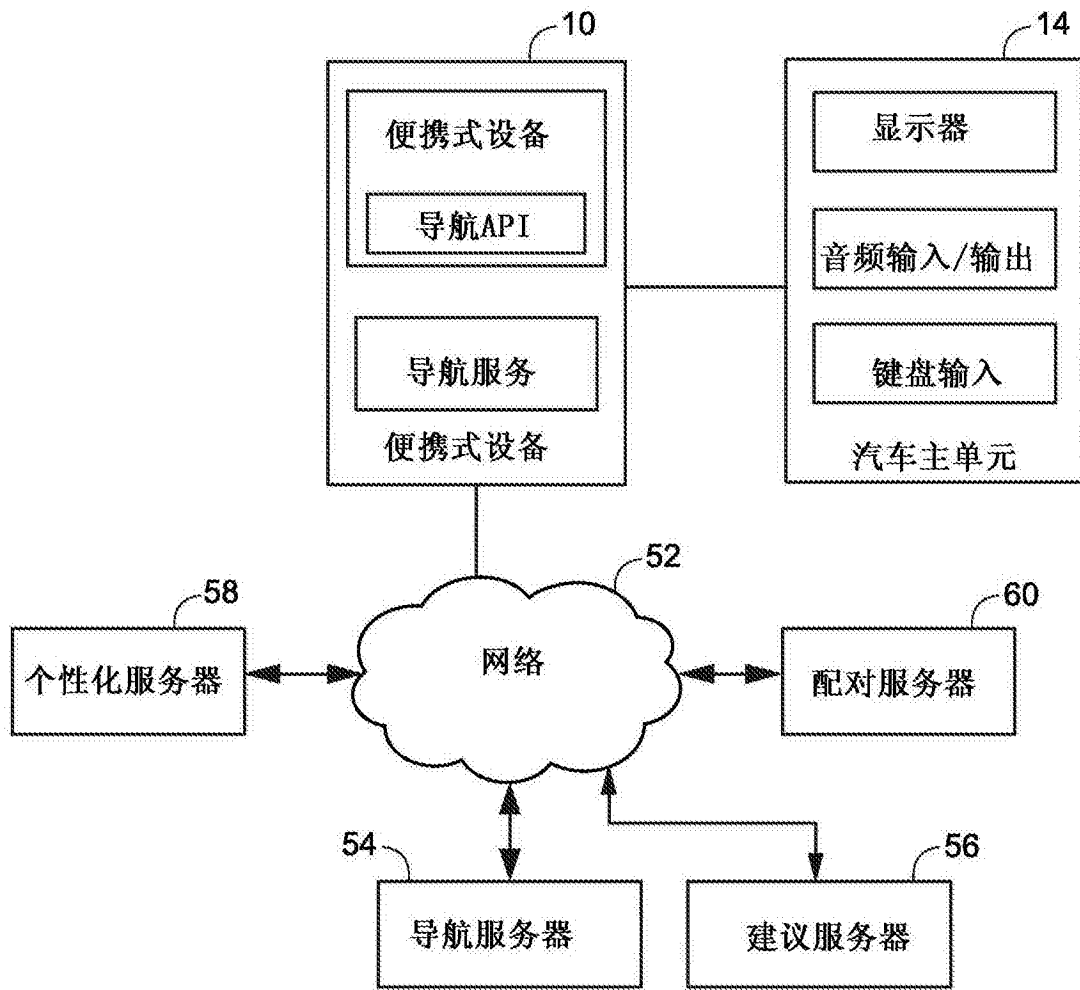 10
14
便携式设备
导航API
导航服务
便携式设备
显示器
音频输入/输出
键盘输入
汽车主单元
52
网络
58
个性化服务器
60
配对服务器
54
导航服务器
56
建议服务器